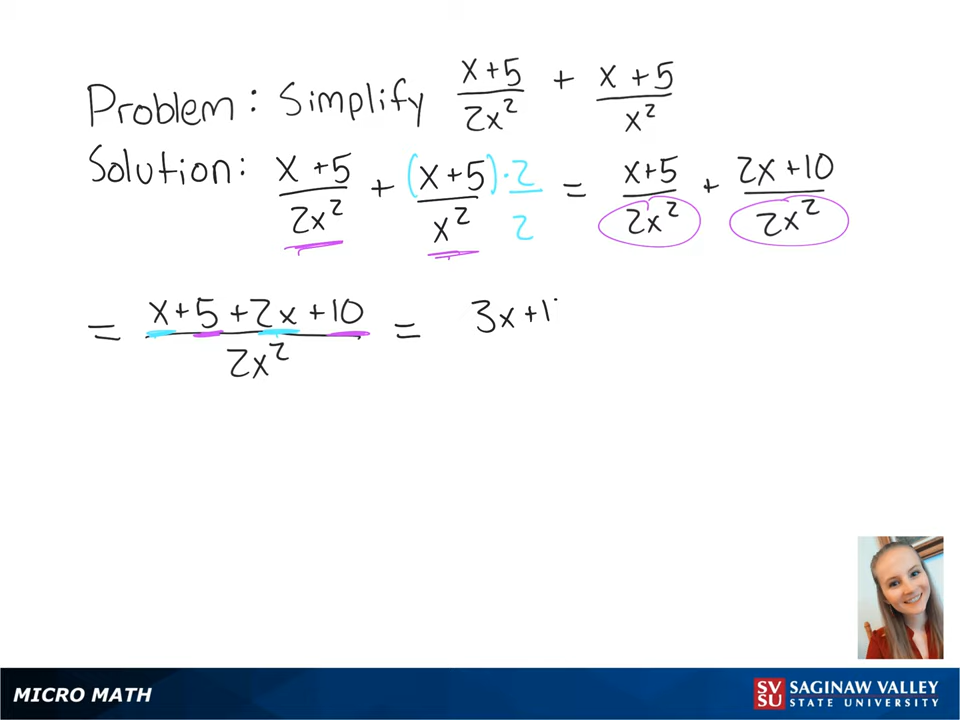 Problem: Simplify (x+5)/(2x²) + (x+5)/(x²)
Solution: (x+5)/(2x²) + (x+5)/(x²) · 2/2 = (x+5)/(2x²) + (2x+10)/(2x²)
= (x+5+2x+10)/(2x²) = 3x+1
MICRO MATH
SVSU SAGINAW VALLEY STATE UNIVERSITY